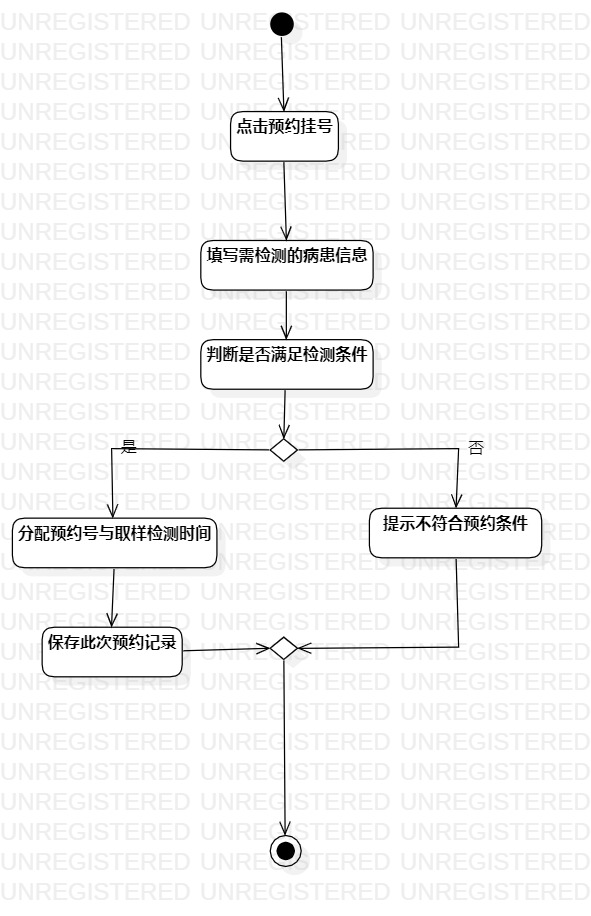 UNREGISTERED UNREGISTERED UNREGISTERED
点击预约挂号
填写需检测的病患信息
判断是否满足检测条件
是
否
分配预约号与取样检测时间
提示不符合预约条件
保存此次预约记录